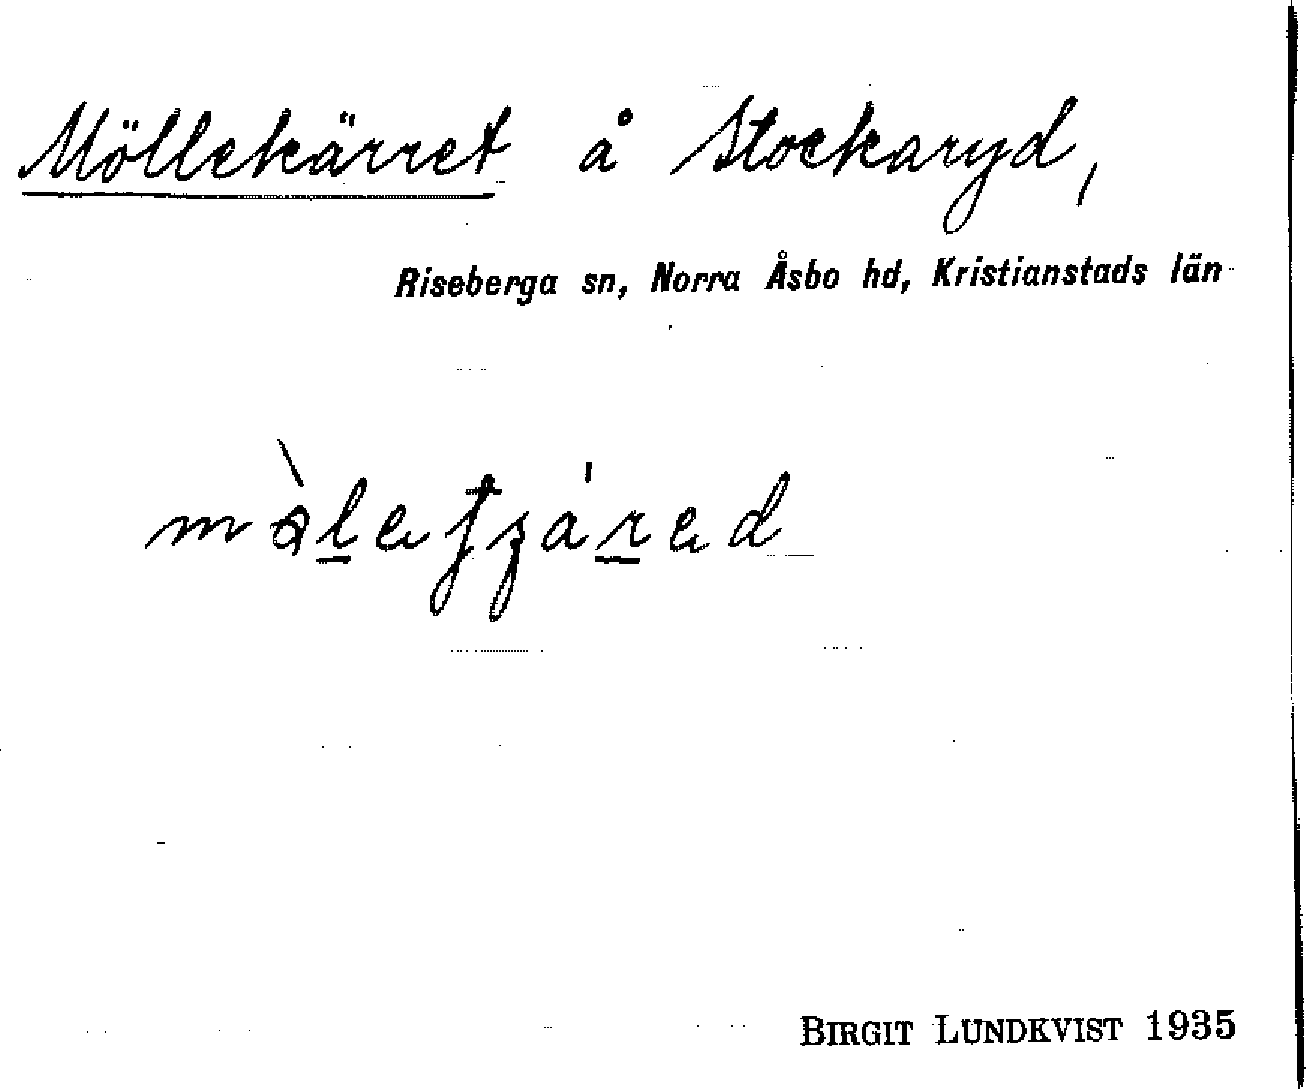 Möllekärret å Stockaryd,
Riseberga sn, Norra Åsbo hd, Kristianstads län
BIRGIT LUNDKVIST 1935